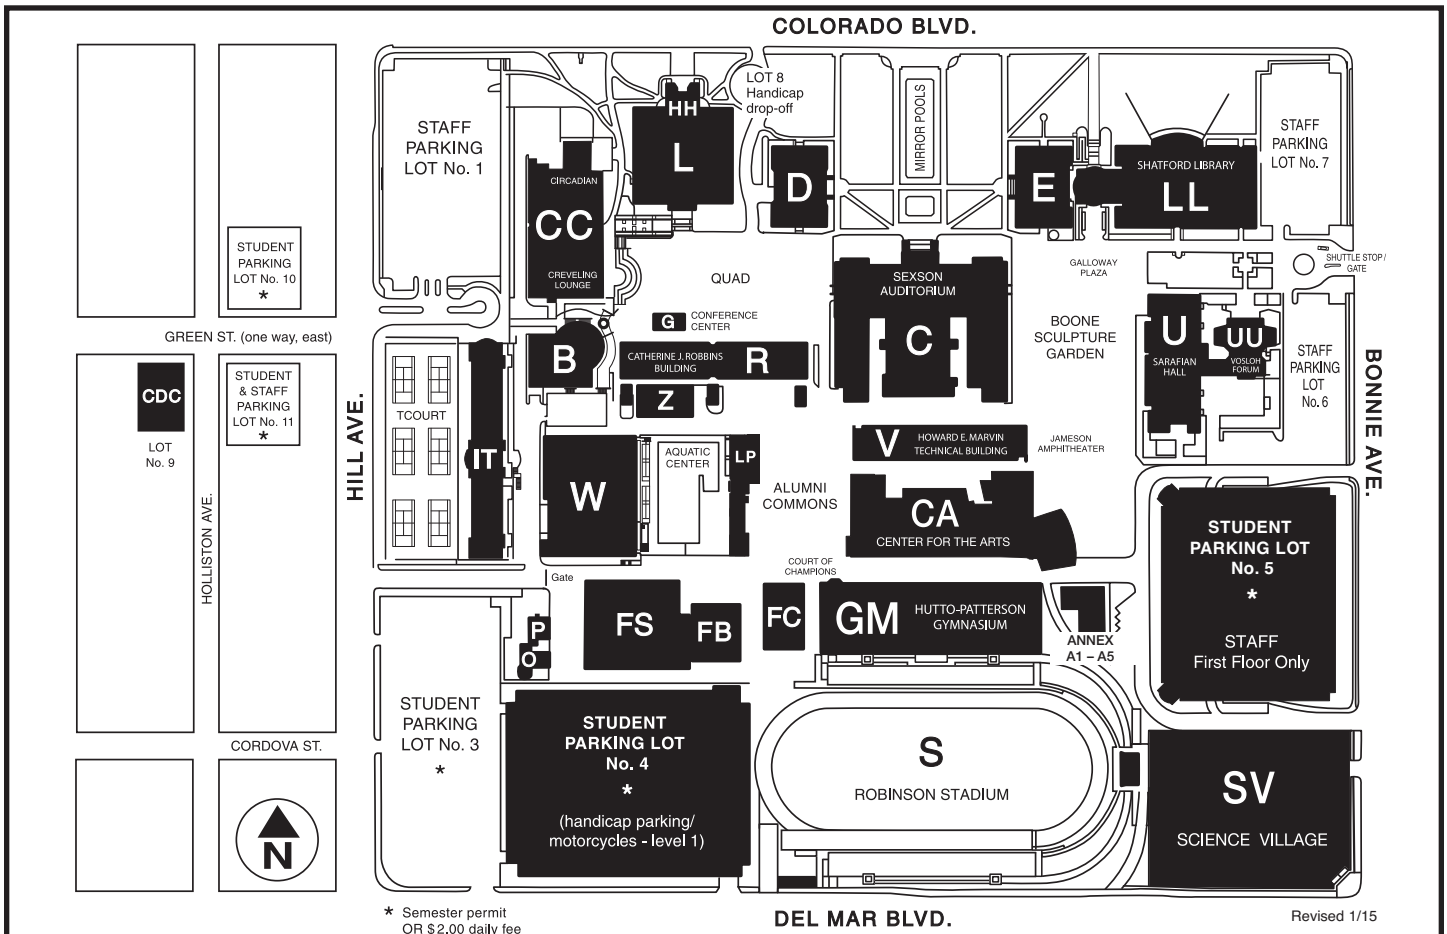 COLORADO BLVD.
LOT 8
Handicap
drop-off
STAFF
PARKING
LOT No. 1
HH
L
D
MIRROR POOLS
E
SHATFORD LIBRARY
LL
STAFF
PARKING
LOT No. 7
CIRCADIAN
CC
CREVELING
LOUNGE
STUDENT
PARKING
LOT No. 10
*
QUAD
SEXSON
AUDITORIUM
C
GALLOWAY
PLAZA
SHUTTLE STOP /
GATE
GREEN ST. (one way, east)
G
CONFERENCE
CENTER
BOONE
SCULPTURE
GARDEN
U
SARAFIAN
HALL
UU
VOSLOH
FORUM
STAFF
PARKING
LOT
No. 6
BONNIE AVE.
B
CATHERINE J. ROBBINS
BUILDING
R
CDC
LOT
No. 9
STUDENT
& STAFF
PARKING
LOT No. 11
*
HILL AVE.
TCOURT
Z
IT
W
AQUATIC
CENTER
LP
V
HOWARD E. MARVIN
TECHNICAL BUILDING
JAMESON
AMPHITHEATER
ALUMNI
COMMONS
CA
CENTER FOR THE ARTS
HOLLISTON AVE.
STUDENT
PARKING LOT
No. 5
*
STAFF
First Floor Only
Gate
COURT OF
CHAMPIONS
P
O
FS
FB
FC
GM
HUTTO-PATTERSON
GYMNASIUM
ANNEX
A1 – A5
STUDENT
PARKING
LOT No. 3
*
STUDENT
PARKING LOT
No. 4
*
(handicap parking/
motorcycles - level 1)
S
ROBINSON STADIUM
SV
SCIENCE VILLAGE
CORDOVA ST.
N
* Semester permit
OR $2.00 daily fee
DEL MAR BLVD.
Revised 1/15